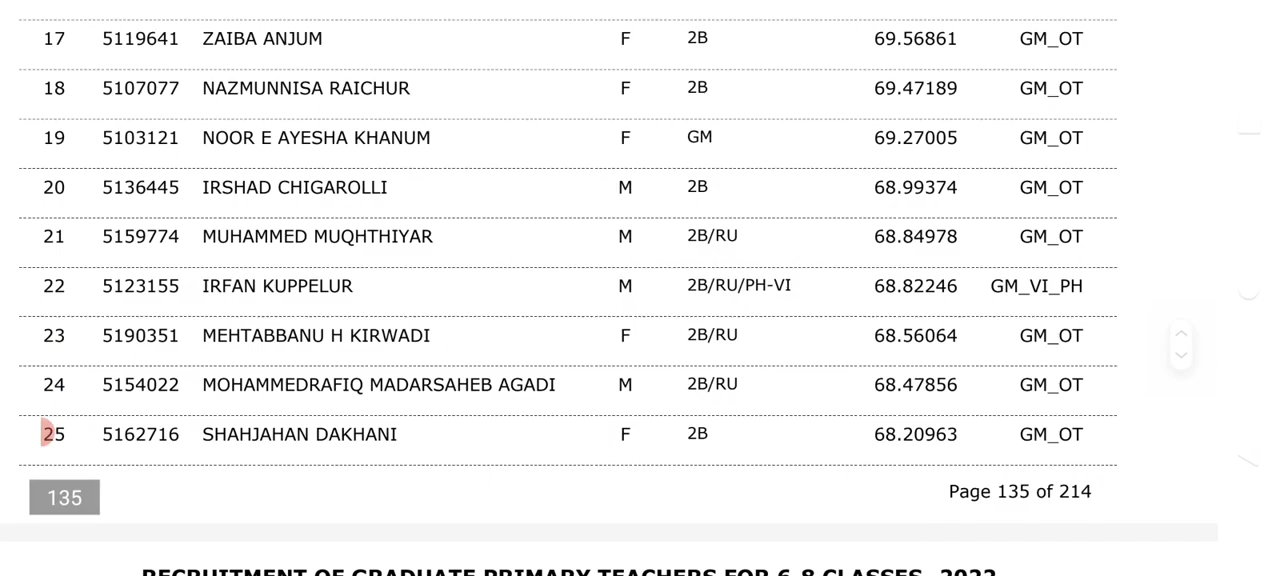 17 5119641 ZAIBA ANJUM F 2B 69.56861 GM_OT
18 5107077 NAZMUNNISA RAICHUR F 2B 69.47189 GM_OT
19 5103121 NOOR E AYESHA KHANUM F GM 69.27005 GM_OT
20 5136445 IRSHAD CHIGAROLLI M 2B 68.99374 GM_OT
21 5159774 MUHAMMED MUQHTHIYAR M 2B/RU 68.84978 GM_OT
22 5123155 IRFAN KUPPELUR M 2B/RU/PH-VI 68.82246 GM_VI_PH
23 5190351 MEHTABBANU H KIRWADI F 2B/RU 68.56064 GM_OT
24 5154022 MOHAMMEDRAFIQ MADARSAHEB AGADI M 2B/RU 68.47856 GM_OT
25 5162716 SHAHJAHAN DAKHANI F 2B 68.20963 GM_OT
135 Page 135 of 214
RECRUITMENT OF GRADUATE PRIMARY TEACHERS FOR 6-8 CLASSES- 2022